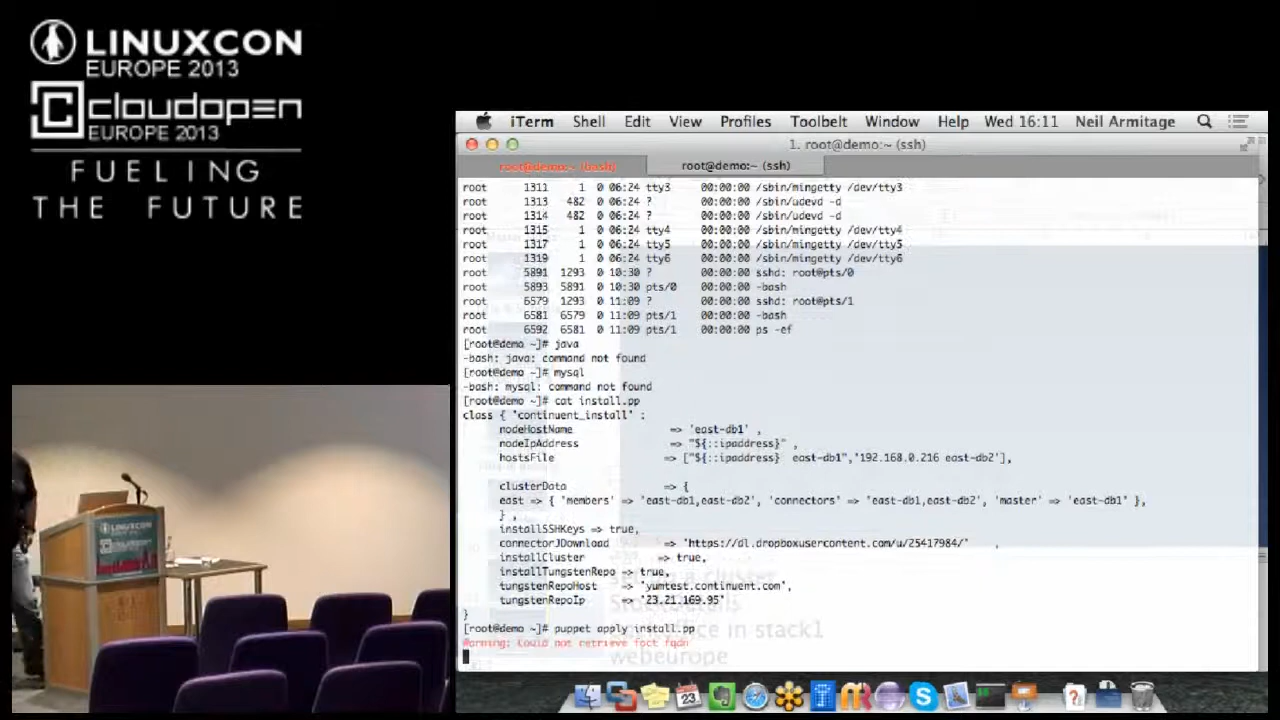 LINUXCON
EUROPE 2013
cloudopen
EUROPE 2013
FUELING
THE FUTURE
iTerm Shell Edit View Profiles Toolbelt Window Help Wed 16:11 Neil Armitage
1. root@demo:~ (ssh)
root@demo:~ (bash) root@demo:~ (ssh)
root 1311 1 0 06:24 tty3 00:00:00 /sbin/mingetty /dev/tty3
root 1313 482 0 06:24 ? 00:00:00 /sbin/udevd -d
root 1314 482 0 06:24 ? 00:00:00 /sbin/udevd -d
root 1315 1 0 06:24 tty4 00:00:00 /sbin/mingetty /dev/tty4
root 1317 1 0 06:24 tty5 00:00:00 /sbin/mingetty /dev/tty5
root 1319 1 0 06:24 tty6 00:00:00 /sbin/mingetty /dev/tty6
root 5891 1293 0 10:30 ? 00:00:00 sshd: root@pts/0
root 5893 5891 0 10:30 pts/0 00:00:00 -bash
root 6579 1293 0 11:09 ? 00:00:00 sshd: root@pts/1
root 6581 6579 0 11:09 pts/1 00:00:00 -bash
root 6592 6581 0 11:09 pts/1 00:00:00 ps -ef
[root@demo ~]# java
-bash: java: command not found
[root@demo ~]# mysql
-bash: mysql: command not found
[root@demo ~]# cat install.pp
class { 'continuent_install' :
nodeHostName => 'east-db1' ,
nodeIpAddress => "${::ipaddress}" ,
hostsFile => ["${::ipaddress} east-db1",'192.168.0.216 east-db2'],
clusterData => {
east => { 'members' => 'east-db1,east-db2', 'connectors' => 'east-db1,east-db2', 'master' => 'east-db1' },
} ,
installSSHKeys => true,
connectorJDownload => 'https://dl.dropboxusercontent.com/u/25417984/' ,
installCluster => true,
installTungstenRepo => true,
tungstenRepoHost => 'yumtest.continuent.com',
tungstenRepoIp => '23.21.169.95'
}
[root@demo ~]# puppet apply install.pp
Warning: Could not retrieve fact fqdn
a cluster
in stack1
webeurope
LINUXCON
cloudopen